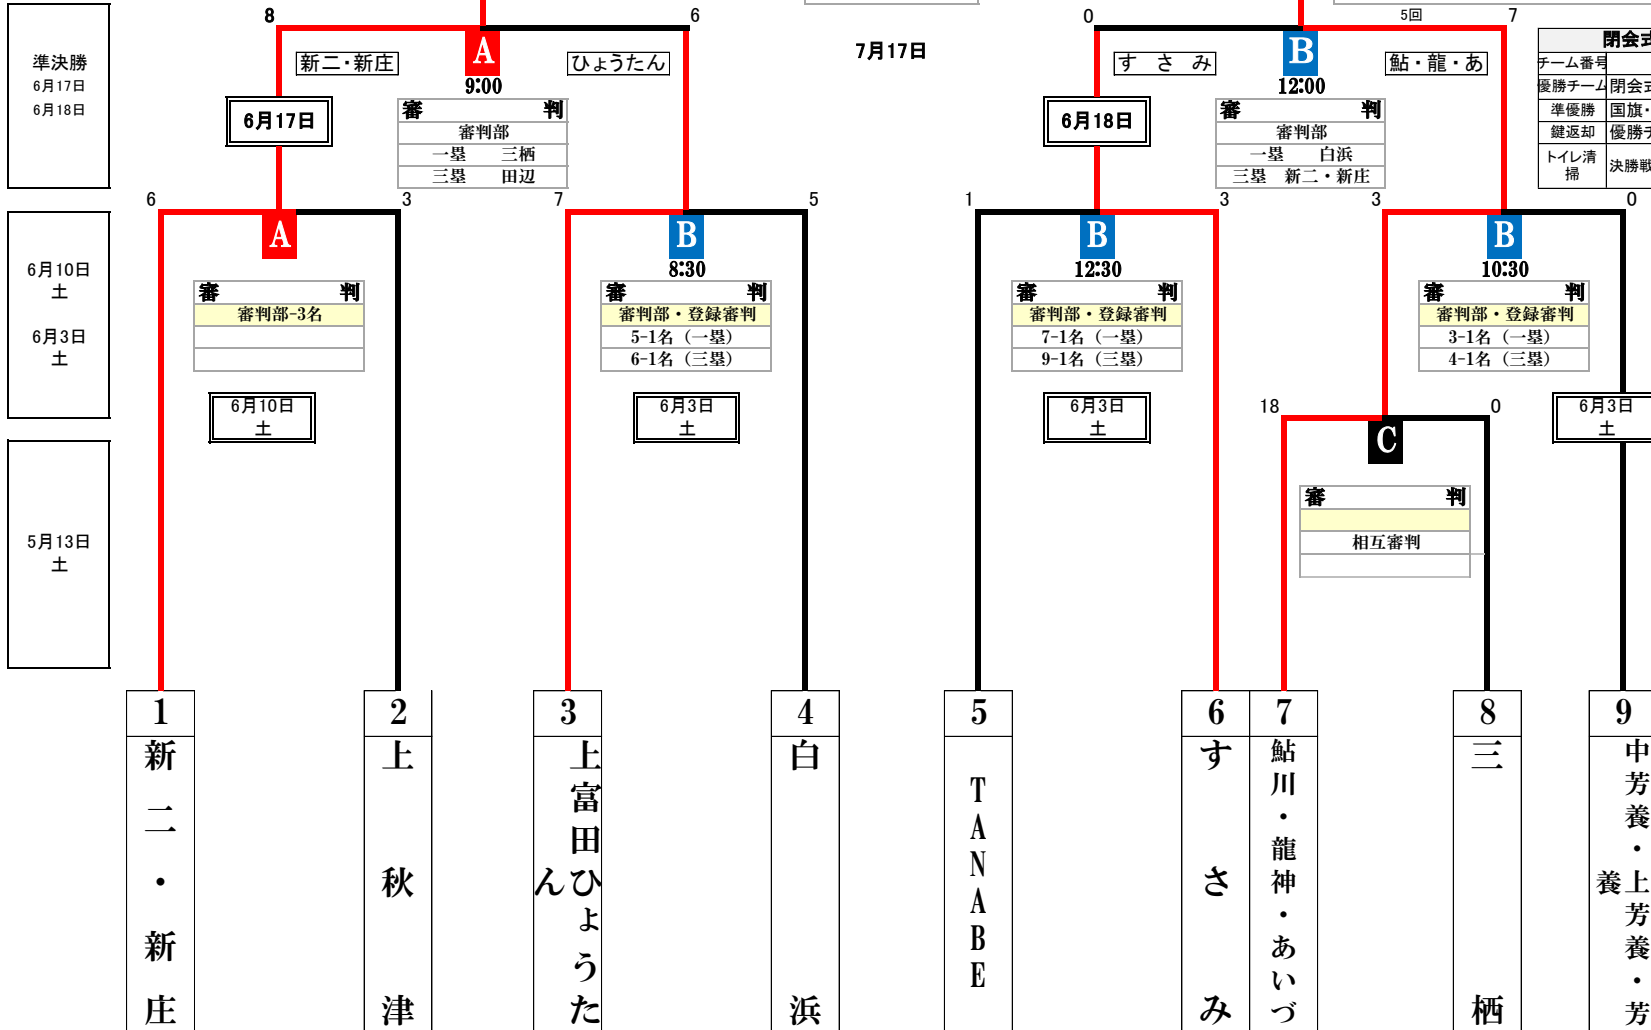 8
6
0
5回
7
準決勝
6月17日
6月18日
新二・新庄
A
ひょうたん
9:00
7月17日
す さ み
B
鮎・龍・あ
12:00
閉会式
チーム番号
優勝チーム 閉会式
準優勝 国旗・
鍵返却 優勝チ
トイレ清掃 決勝戦
6月17日
審 判
審判部
一塁 三栖
三塁 田辺
6月18日
審 判
審判部
一塁 白浜
三塁 新二・新庄
6
3
7
5
1
3
3
0
6月10日
土
6月3日
土
A
審 判
審判部-3名
6月10日
土
B
8:30
審 判
審判部・登録審判
5-1名（一塁）
6-1名（三塁）
6月3日
土
B
12:30
審 判
審判部・登録審判
7-1名（一塁）
9-1名（三塁）
6月3日
土
B
10:30
審 判
審判部・登録審判
3-1名（一塁）
4-1名（三塁）
6月3日
土
18
0
C
審 判
相互審判
5月13日
土
1
新二・新庄
2
上秋津
3
上富田ひょうた
ん
4
白浜
5
TANABE
6
すさみ
7
鮎川・龍神・あいづ
8
三栖
9
中芳養・上芳養・芳
養